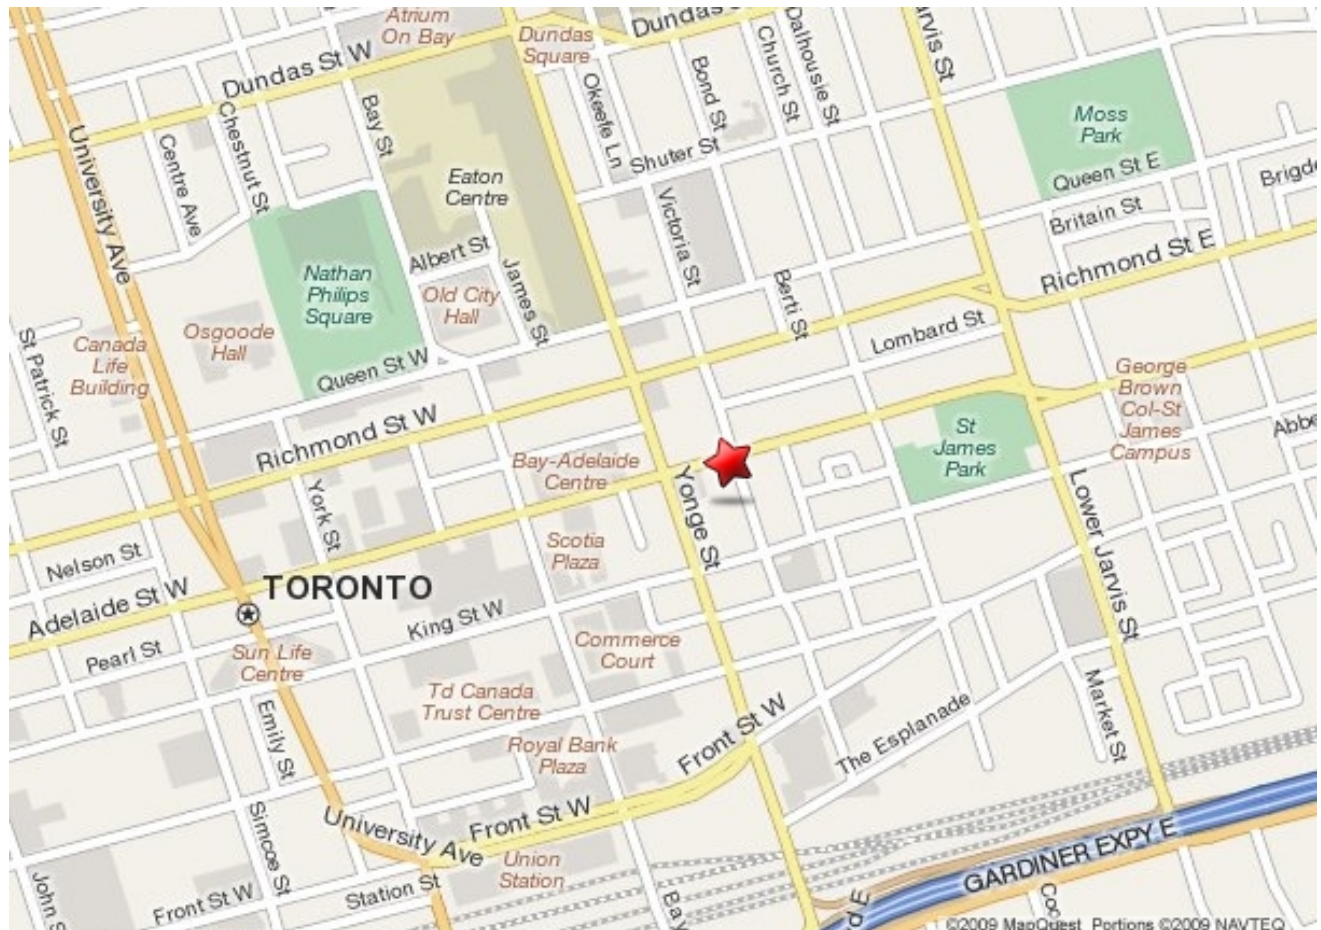 Atrium
On Bay
Dundas
Square
Dundas S
Dundas St W
Jarvis St
Dalhousie St
Church St
Bond St
Okeefe Ln
Shuter St
Moss
Park
Queen St E
Britain St
Brigde
Richmond St E
University Ave
Centre Ave
Chestnut St
Bay St
Eaton
Centre
Albert St
James St
Victoria St
Berti St
Lombard St
Nathan
Philips
Square
Old City
Hall
Osgoode
Hall
Canada
Life
Building
St Patrick St
Queen St W
Richmond St W
York St
Bay-Adelaide
Centre
Scotia
Plaza
Yonge St
St
James
Park
George
Brown
Col-St
James
Campus
Abbe
Lower Jarvis St
Nelson St
Adelaide St W
TORONTO
Pearl St
Sun Life
Centre
King St W
Commerce
Court
Td Canada
Trust Centre
Royal Bank
Plaza
Emily St
Simcoe St
Front St W
The Esplanade
Market St
University Ave
Front St W
Union
Station
Station St
Front St W
John S
Bay
d E
GARDINER EXPY E
Coo
©2009 MapQuest Portions ©2009 NAVTEQ